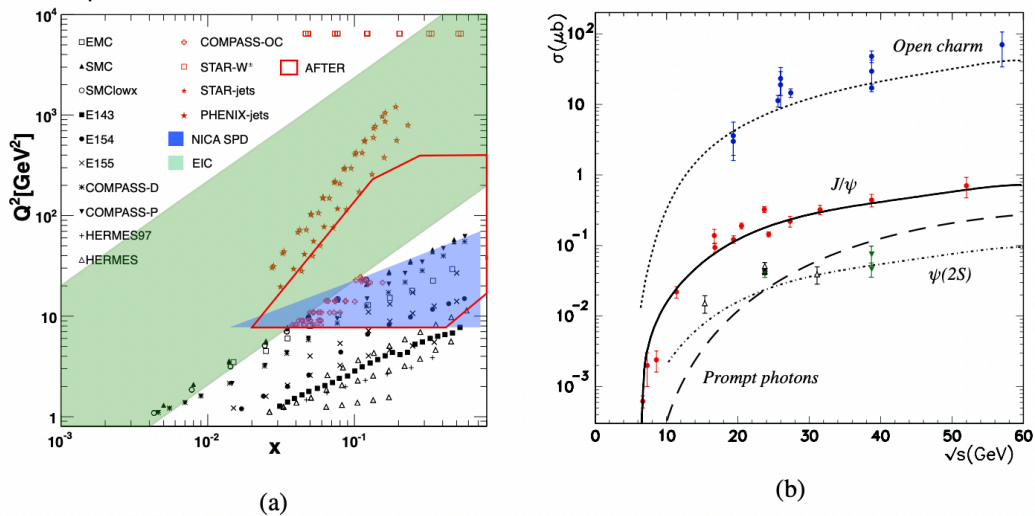 Q²[GeV²]
10⁴
10³
10²
10
1
10⁻³
10⁻²
10⁻¹
x
EMC
SMC
SMClowx
E143
E154
E155
COMPASS-D
COMPASS-P
HERMES97
HERMES
COMPASS-OC
STAR-W±
STAR-jets
PHENIX-jets
NICA SPD
EIC
AFTER
(a)
σ(μb)
10²
10
1
10⁻¹
10⁻²
10⁻³
Open charm
J/ψ
ψ(2S)
Prompt photons
0 10 20 30 40 50 60
√s(GeV)
(b)